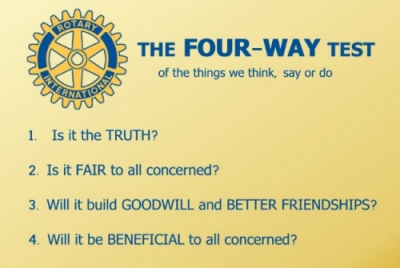 ROTARY
INTERNATIONAL
THE FOUR-WAY TEST
of the things we think, say or do
1. Is it the TRUTH?
2. Is it FAIR to all concerned?
3. Will it build GOODWILL and BETTER FRIENDSHIPS?
4. Will it be BENEFICIAL to all concerned?